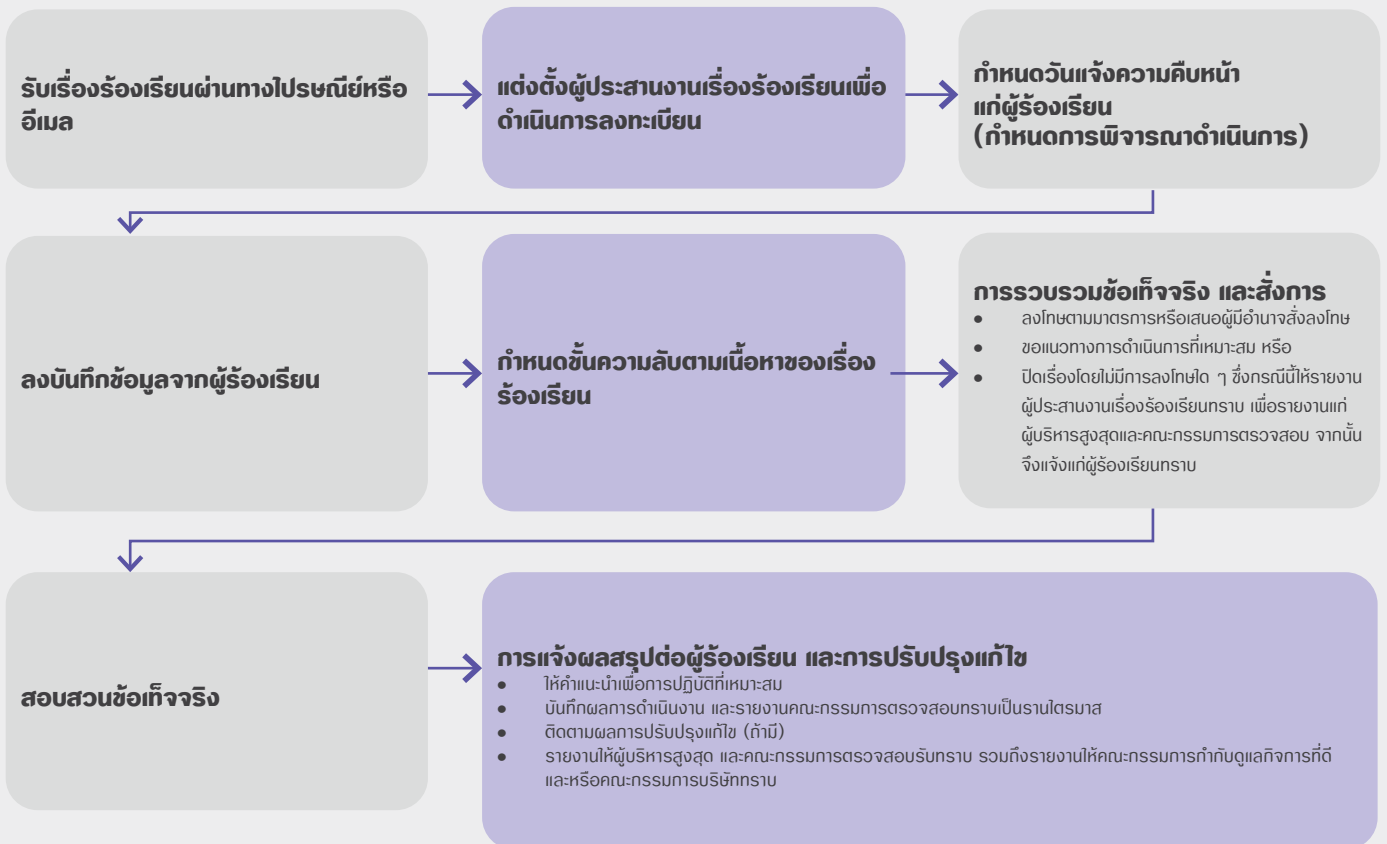 รับเรื่องร้องเรียนผ่านทางไปรษณีย์หรือ
อีเมล
แต่งตั้งผู้ประสานงานเรื่องร้องเรียนเพื่อ
ดำเนินการลงทะเบียน
กำหนดวันแจ้งความคืบหน้า
แก่ผู้ร้องเรียน
(กำหนดการพิจารณาดำเนินการ)
ลงบันทึกข้อมูลจากผู้ร้องเรียน
กำหนดชั้นความลับตามเนื้อหาของเรื่อง
ร้องเรียน
การรวบรวมข้อเท็จจริง และสั่งการ
• ลงโทษตามมาตรการหรือเสนอผู้มีอำนาจสั่งลงโทษ
• ขอแนวทางการดำเนินการที่เหมาะสม หรือ
• ปิดเรื่องโดยไม่มีการลงโทษใด ๆ ซึ่งกรณีนี้ให้รายงาน
ผู้ประสานงานเรื่องร้องเรียนทราบ เพื่อรายงานแก่
ผู้บริหารสูงสุดและคณะกรรมการตรวจสอบ จากนั้น
จึงแจ้งแก่ผู้ร้องเรียนทราบ
สอบสวนข้อเท็จจริง
การแจ้งผลสรุปต่อผู้ร้องเรียน และการปรับปรุงแก้ไข
• ให้คำแนะนำเพื่อการปฏิบัติที่เหมาะสม
• บันทึกผลการดำเนินงาน และรายงานคณะกรรมการตรวจสอบทราบเป็นรานไตรมาส
• ติดตามผลการปรับปรุงแก้ไข (ถ้ามี)
• รายงานให้ผู้บริหารสูงสุด และคณะกรรมการตรวจสอบรับทราบ รวมถึงรายงานให้คณะกรรมการกำกับดูแลกิจการที่ดี
และหรือคณะกรรมการบริษัททราบ